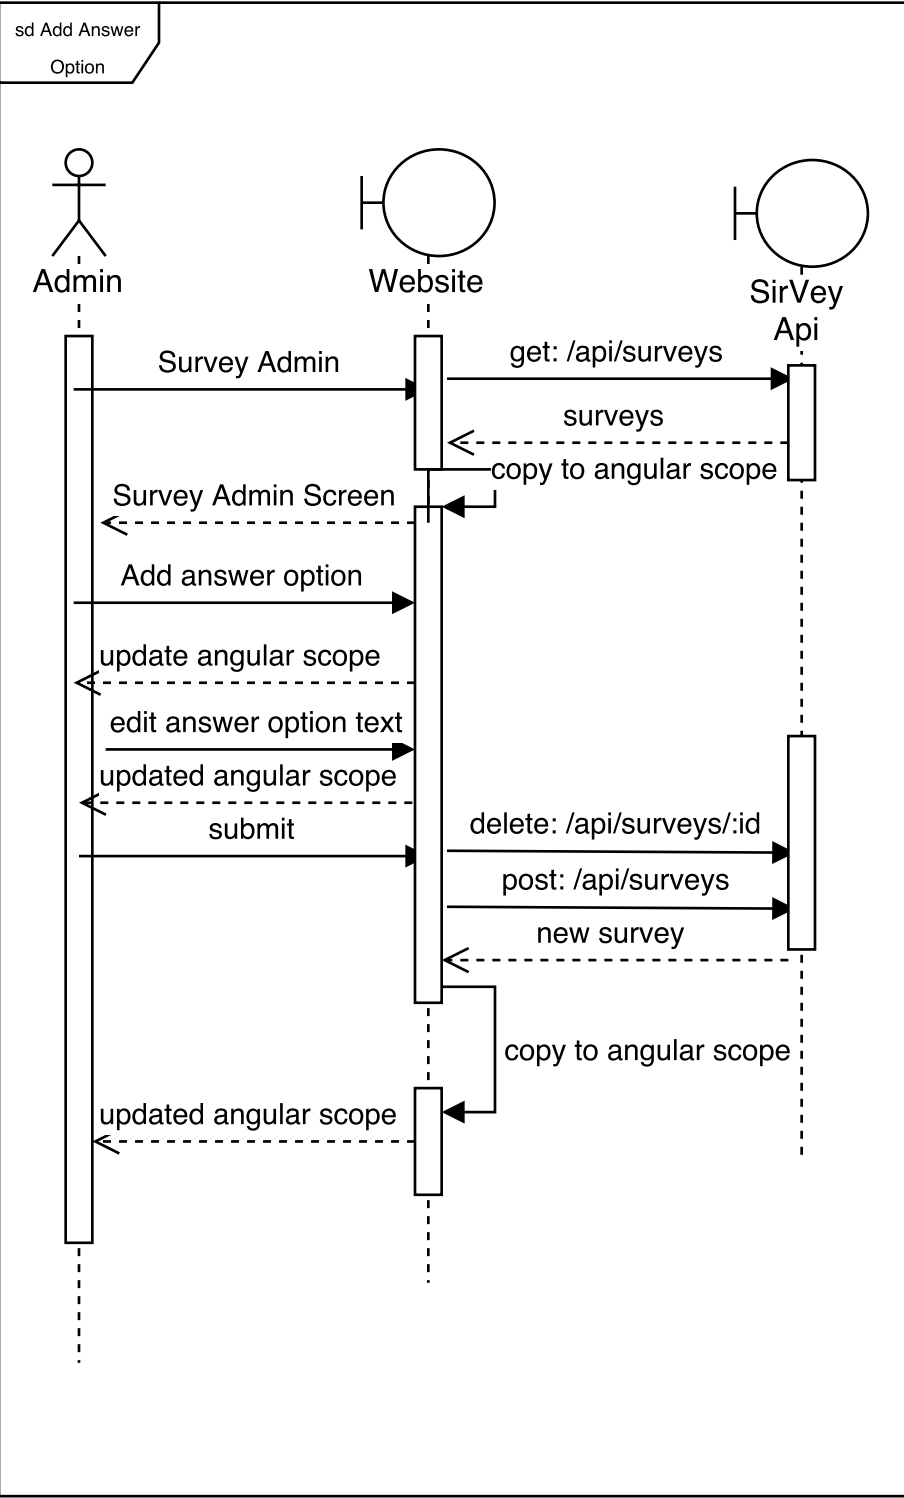 sd Add Answer
Option
Admin
Website
SirVey
Api
Survey Admin
get: /api/surveys
surveys
copy to angular scope
Survey Admin Screen
Add answer option
update angular scope
edit answer option text
updated angular scope
submit
delete: /api/surveys/:id
post: /api/surveys
new survey
copy to angular scope
updated angular scope